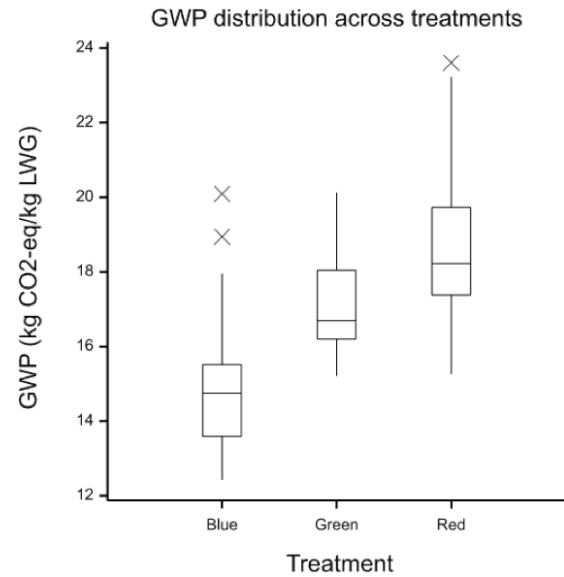 GWP distribution across treatments
24
22
20
18
16
14
12
GWP (kg CO2-eq/kg LWG)
Blue Green Red
Treatment